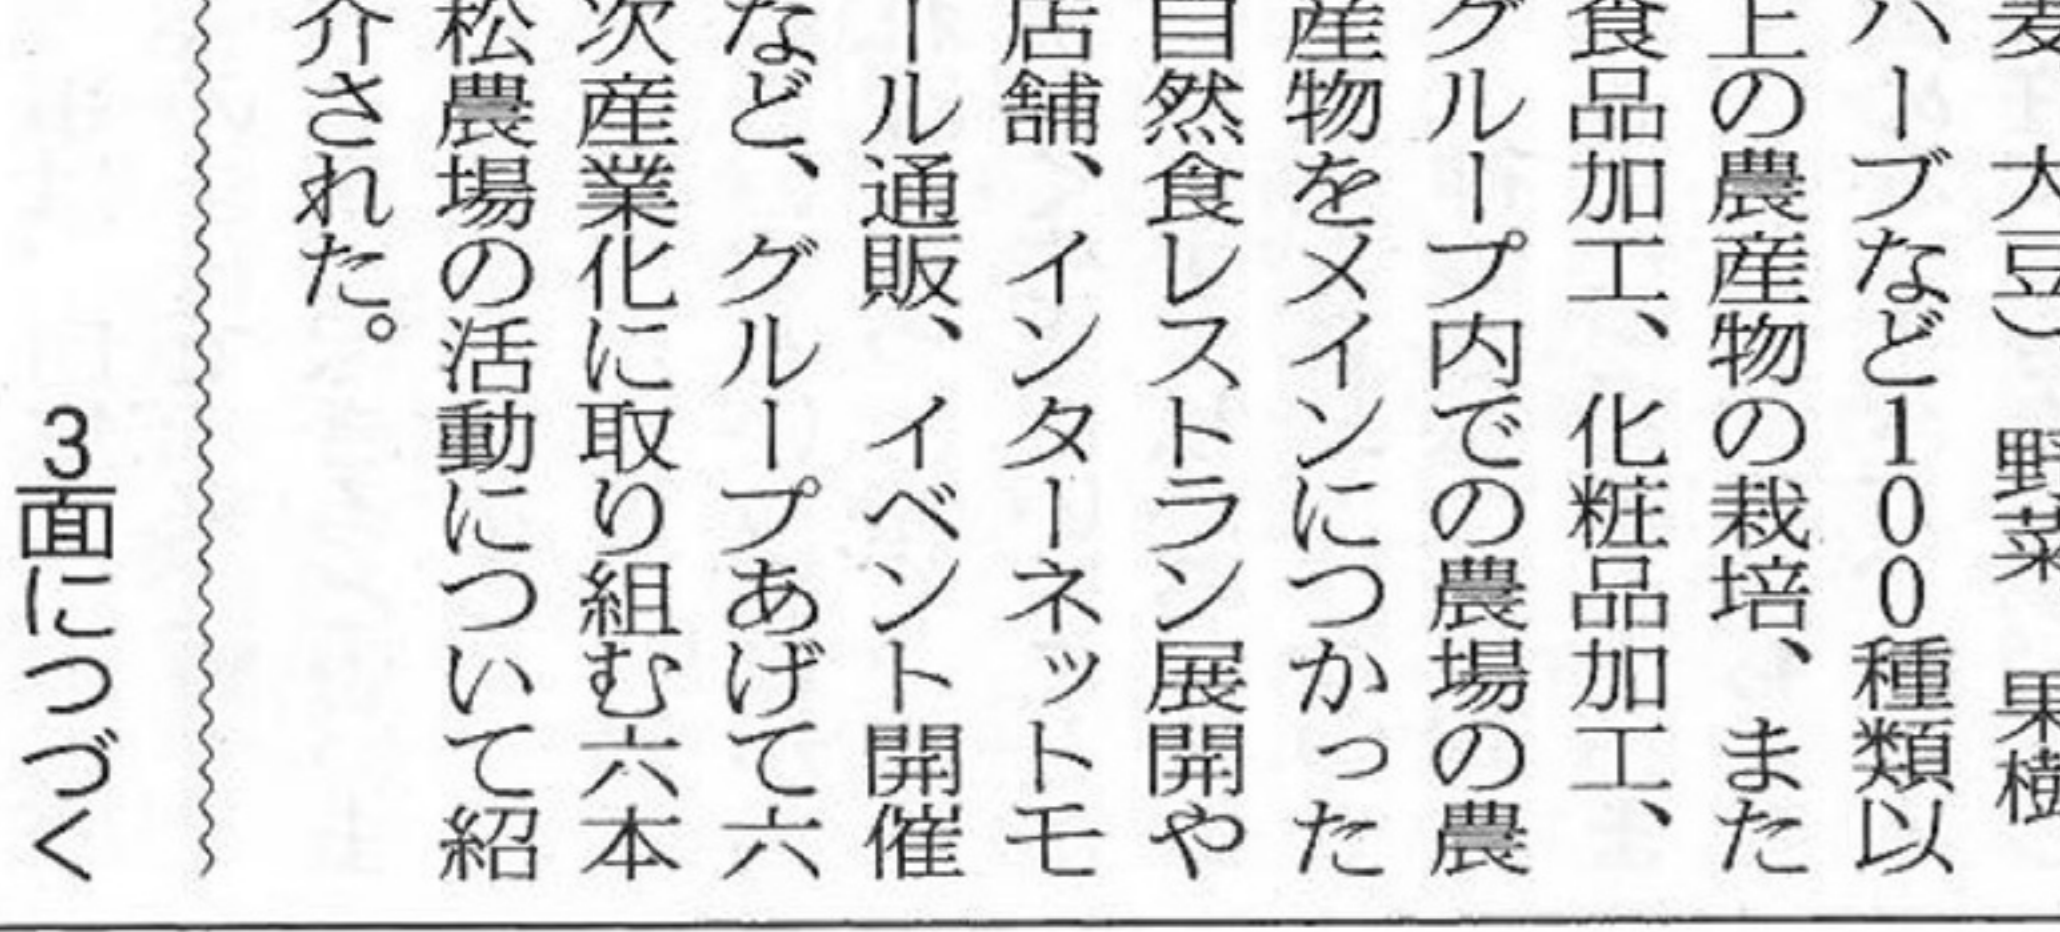 麦 大豆) 野菜 果樹
ハーブなど100種類以
上の農産物の栽培、また
食品加工、化粧品加工、
グループ内での農場の農
産物をメインにつかった
自然食レストラン展開や
店舗、インターネットモ
ール通販、イベント開催
など、グループあげて六
次産業化に取り組む六本
松農場の活動について紹
介された。
3面につづく